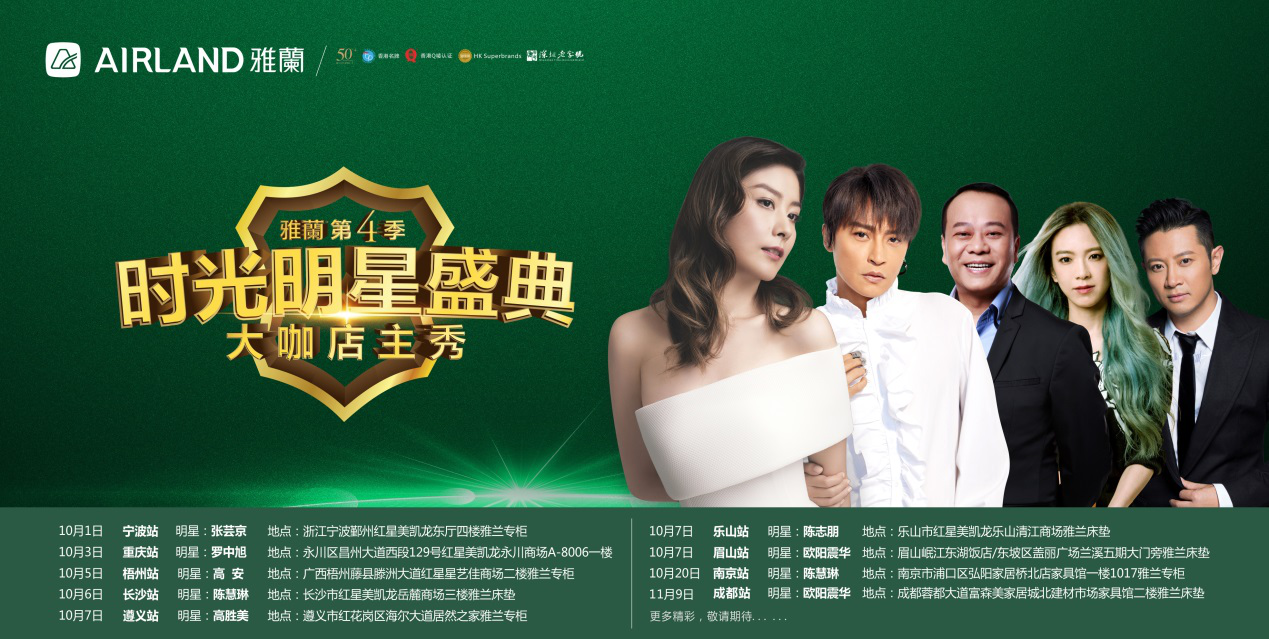 AIRLAND 雅蘭
50
香港名牌
香港Q嘜认证
HK Superbrands
深圳老字號
雅蘭 第4季
时光明星盛典
大咖店主秀
10月1日 宁波站 明星：张芸京 地点：浙江宁波鄞州红星美凯龙东厅四楼雅兰专柜
10月3日 重庆站 明星：罗中旭 地点：永川区昌州大道西段129号红星美凯龙永川商场A-8006一楼
10月5日 梧州站 明星：高 安 地点：广西梧州藤县滕洲大道红星星艺佳商场二楼雅兰专柜
10月6日 长沙站 明星：陈慧琳 地点：长沙市红星美凯龙岳麓商场三楼雅兰床垫
10月7日 遵义站 明星：高胜美 地点：遵义市红花岗区海尔大道居然之家雅兰专柜
10月7日 乐山站 明星：陈志朋 地点：乐山市红星美凯龙乐山清江商场雅兰床垫
10月7日 眉山站 明星：欧阳震华 地点：眉山岷江东湖饭店/东坡区盖丽广场兰溪五期大门旁雅兰床垫
10月20日 南京站 明星：陈慧琳 地点：南京市浦口区弘阳家居桥北店家具馆一楼1017雅兰专柜
11月9日 成都站 明星：欧阳震华 地点：成都蓉都大道富森美家居城北建材市场家具馆二楼雅兰床垫
更多精彩，敬请期待... ...